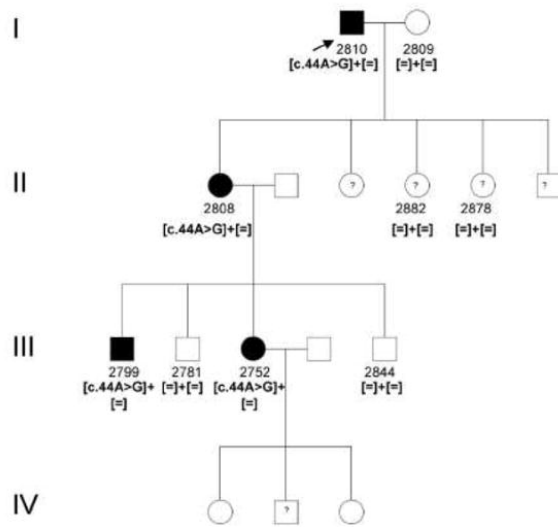 I
2810 2809
[c.44A>G]+[=] [=]+[=]
II
? ? ? ?
2808 2882 2878
[c.44A>G]+[=] [=]+[=] [=]+[=]
III
2799 2781 2752 2844
[c.44A>G]+ [=]+[=] [c.44A>G]+ [=]+[=]
[=] [=]
IV
?